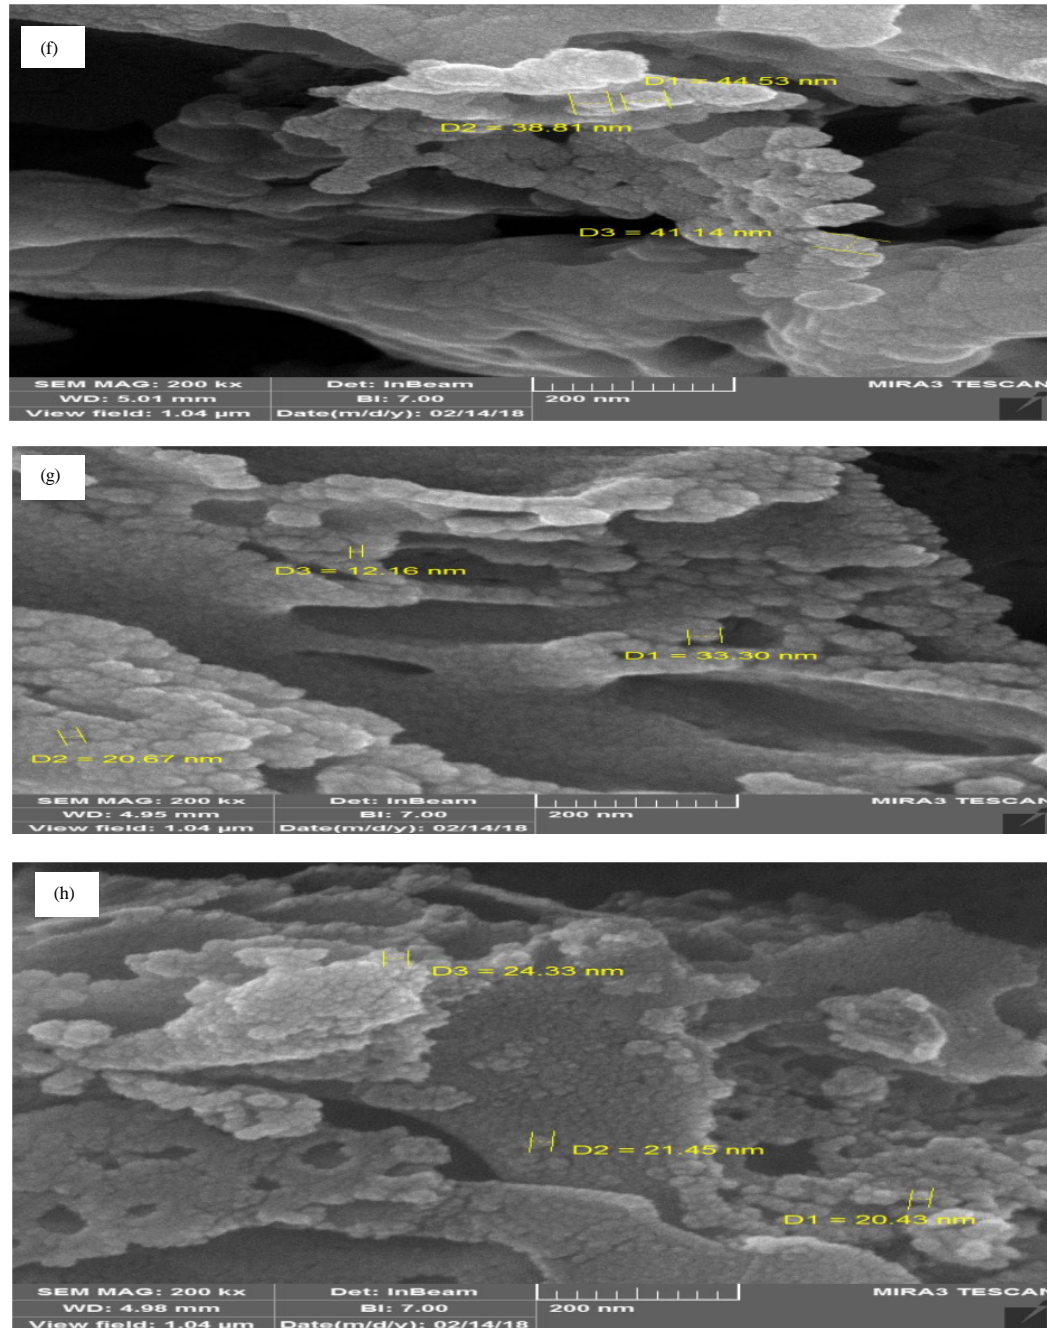 (f)
D1 = 44.53 nm
D2 = 38.81 nm
D3 = 41.14 nm
SEM MAG: 200 kx Det: InBeam MIRA3 TESCAN
WD: 5.01 mm BI: 7.00 200 nm
View field: 1.04 µm Date(m/d/y): 02/14/18
(g)
D3 = 12.16 nm
D1 = 33.30 nm
D2 = 20.67 nm
SEM MAG: 200 kx Det: InBeam MIRA3 TESCAN
WD: 4.95 mm BI: 7.00 200 nm
View field: 1.04 µm Date(m/d/y): 02/14/18
(h)
D3 = 24.33 nm
D2 = 21.45 nm
D1 = 20.43 nm
SEM MAG: 200 kx Det: InBeam MIRA3 TESCAN
WD: 4.98 mm BI: 7.00 200 nm
View field: 1.04 µm Date(m/d/y): 02/14/18